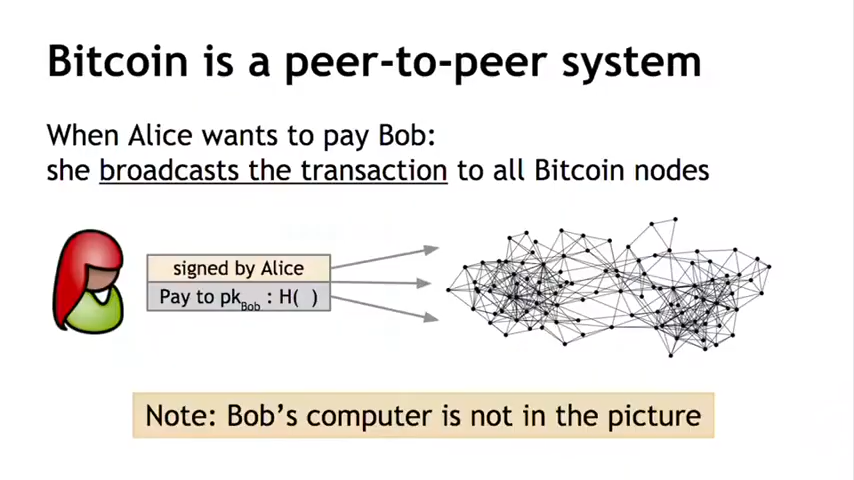 Bitcoin is a peer-to-peer system
When Alice wants to pay Bob:
she broadcasts the transaction to all Bitcoin nodes
signed by Alice
Pay to pkBob : H( )
Note: Bob's computer is not in the picture